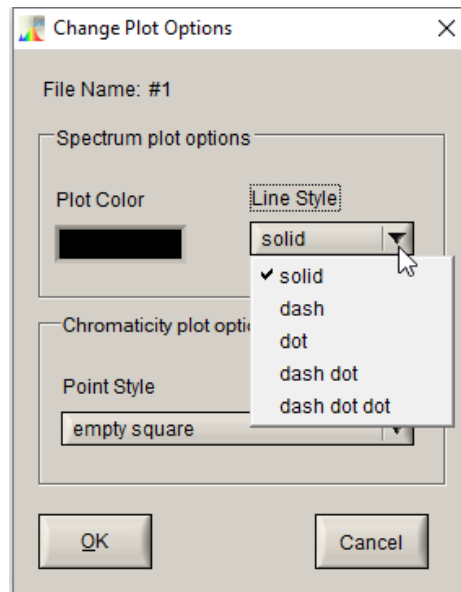 Change Plot Options
File Name: #1
Spectrum plot options
Plot Color
Line Style
solid
solid
dash
dot
dash dot
dash dot dot
Chromaticity plot optio
Point Style
empty square
OK
Cancel